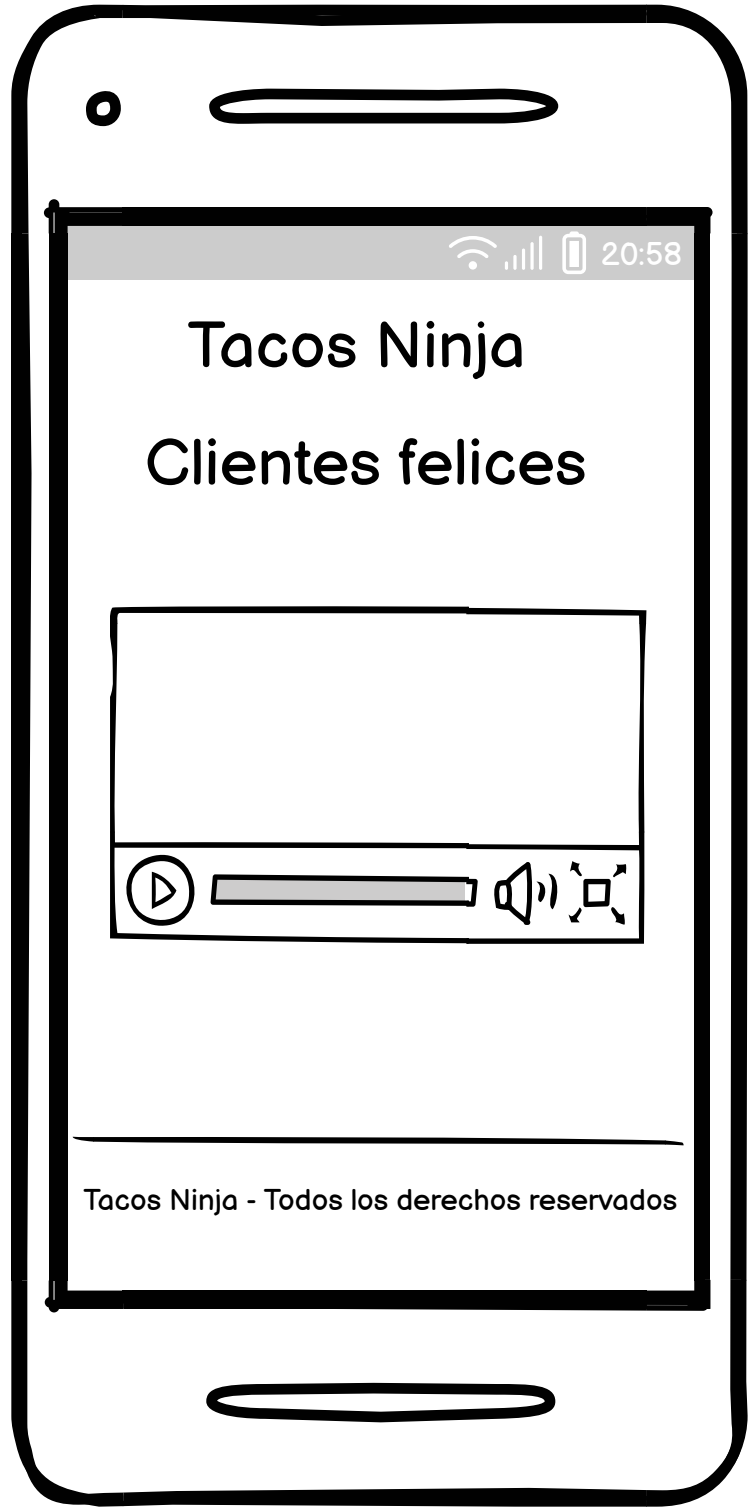 20:58
Tacos Ninja
Clientes felices
Tacos Ninja - Todos los derechos reservados